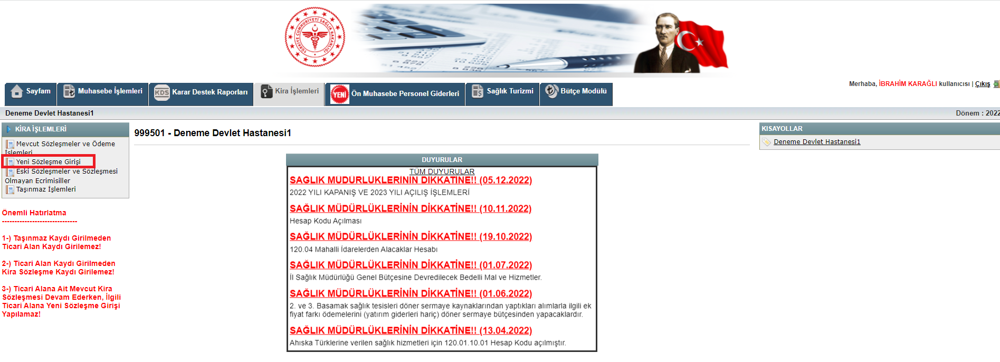 TÜRKİYE CUMHURİYETİ SAĞLIK BAKANLIĞI
Sayfam
Muhasebe İşlemleri
KDS Karar Destek Raporları
Kira İşlemleri
YENİ Ön Muhasebe Personel Giderleri
Sağlık Turizmi
Bütçe Modülü
Merhaba, İBRAHİM KARAĞLI kullanıcısı | Çıkış
Deneme Devlet Hastanesi1
Dönem : 2022
KİRA İŞLEMLERİ
Mevcut Sözleşmeler ve Ödeme
İşlemleri
Yeni Sözleşme Girişi
Eski Sözleşmeler ve Sözleşmesi
Olmayan Ecrimisiller
Taşınmaz İşlemleri
Önemli Hatırlatma
------------------------------
1-) Taşınmaz Kaydı Girilmeden
Ticari Alan Kaydı Girilemez!
2-) Ticari Alan Kaydı Girilmeden
Kira Sözleşme Kaydı Girilemez!
3-) Ticari Alana Ait Mevcut Kira
Sözleşmesi Devam Ederken, İlgili
Ticari Alana Yeni Sözleşme Girişi
Yapılamaz!
999501 - Deneme Devlet Hastanesi1
DUYURULAR
TÜM DUYURULAR
SAĞLIK MÜDÜRLÜKLERİNİN DİKKATİNE!! (05.12.2022)
2022 YILI KAPANIŞ VE 2023 YILI AÇILIŞ İŞLEMLERİ
SAĞLIK MÜDÜRLÜKLERİNİN DİKKATİNE!! (10.11.2022)
Hesap Kodu Açılması
SAĞLIK MÜDÜRLÜKLERİNİN DİKKATİNE!! (19.10.2022)
120.04 Mahalli İdarelerden Alacaklar Hesabı
SAĞLIK MÜDÜRLÜKLERİNİN DİKKATİNE!! (01.07.2022)
İl Sağlık Müdürlüğü Genel Bütçesine Devredilecek Bedelli Mal ve Hizmetler.
SAĞLIK MÜDÜRLÜKLERİNİN DİKKATİNE!! (01.06.2022)
2. ve 3. Basamak sağlık tesisleri döner sermaye kaynaklarından yaptıkları alımlarla ilgili ek
fiyat farkı ödemelerini (yatırım giderleri hariç) döner sermaye bütçesinden yapacaklardır.
SAĞLIK MÜDÜRLÜKLERİNİN DİKKATİNE!! (13.04.2022)
Ahıska Türklerine verilen sağlık hizmetleri için 120.01.10.01 Hesap Kodu açılmıştır.
KISAYOLLAR
Deneme Devlet Hastanesi1